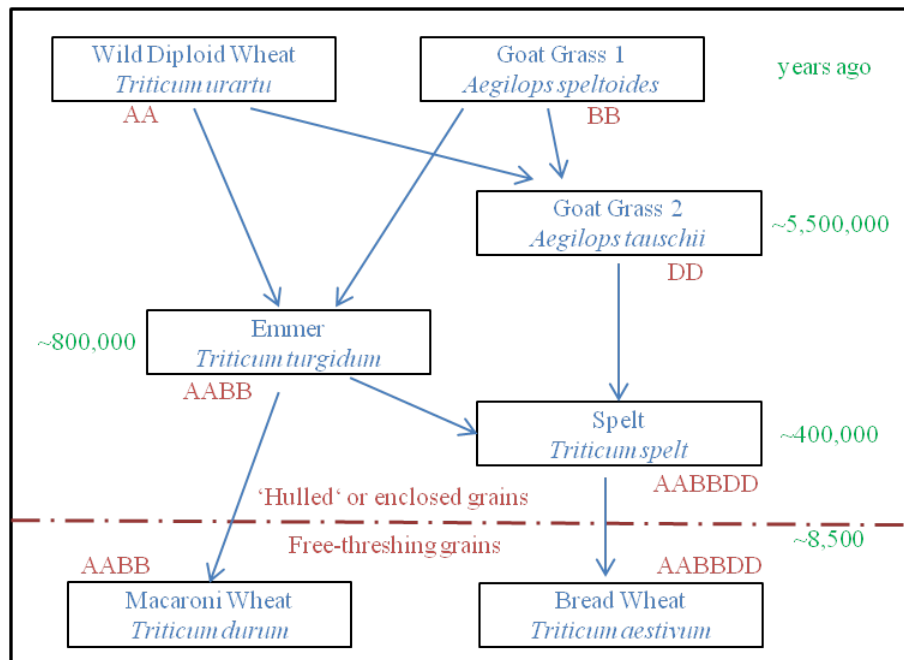 Wild Diploid Wheat
Triticum urartu
AA
Goat Grass 1
Aegilops speltoides
BB
years ago
Goat Grass 2
Aegilops tauschii
DD
~5,500,000
~800,000
Emmer
Triticum turgidum
AABB
Spelt
Triticum spelt
AABBDD
~400,000
‘Hulled‘ or enclosed grains
Free-threshing grains
~8,500
AABB
Macaroni Wheat
Triticum durum
AABBDD
Bread Wheat
Triticum aestivum